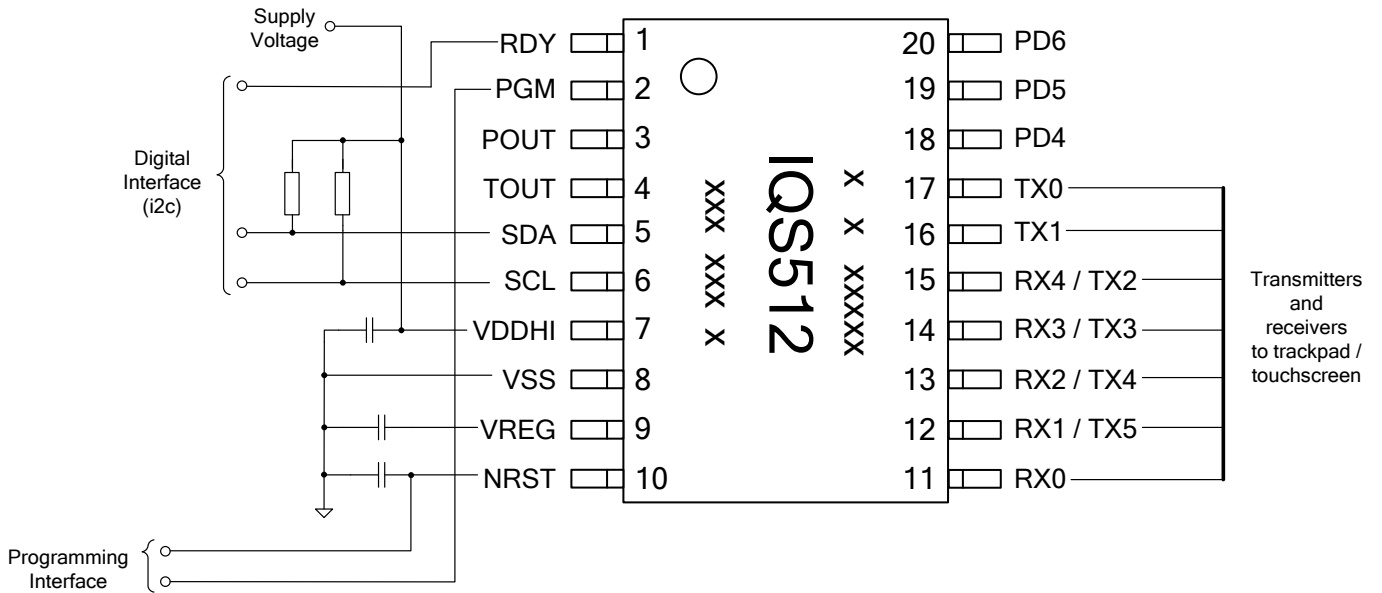 Supply
Voltage
RDY 1
PGM 2
POUT 3
TOUT 4
SDA 5
SCL 6
VDDHI 7
VSS 8
VREG 9
NRST 10
Digital
Interface
(i2c)
Programming
Interface
IQS512
x x xxxxx
xxx xxx x
20 PD6
19 PD5
18 PD4
17 TX0
16 TX1
15 RX4 / TX2
14 RX3 / TX3
13 RX2 / TX4
12 RX1 / TX5
11 RX0
Transmitters
and
receivers
to trackpad /
touchscreen